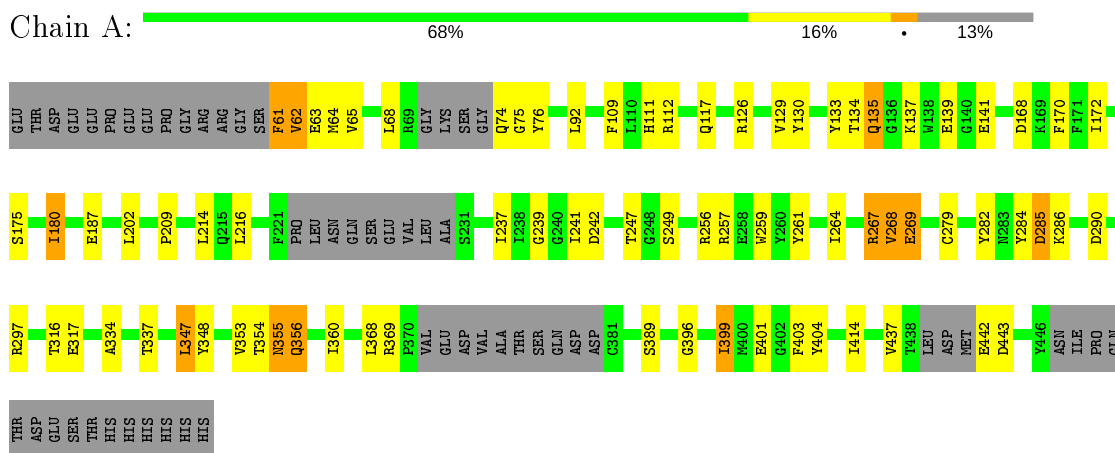 Chain A:
68% 16% • 13%
GLU THR ASP GLU GLU PRO GLU GLU PRO GLY ARG ARG GLY SER F61 V62 E63 M64 V65 L68 R69 GLY LYS SER GLY Q74 G75 Y76 L92 F109 L110 H111 R112 Q117 R126 V129 Y130 Y133 T134 Q135 G136 K137 W138 E139 G140 E141 D168 K169 F170 F171 I172
S175 I180 E187 L202 P209 L214 Q215 L216 F221 PRO LEU ASN GLN SER GLU VAL LEU ALA S231 I237 I238 G239 G240 I241 D242 T247 G248 S249 R256 R257 E258 W259 Y260 Y261 I264 R267 V268 E269 C279 Y282 N283 Y284 D285 K286 D290
R297 T316 E317 A334 T337 L347 Y348 V353 T354 N355 Q356 I360 L368 R369 P370 VAL GLU ASP VAL ALA THR SER GLN ASP ASP C381 S389 G396 I399 M400 E401 G402 F403 Y404 I414 V437 T438 LEU ASP MET E442 D443 Y446 ASN ILE PRO GLN
THR ASP GLU SER THR HIS HIS HIS HIS HIS HIS